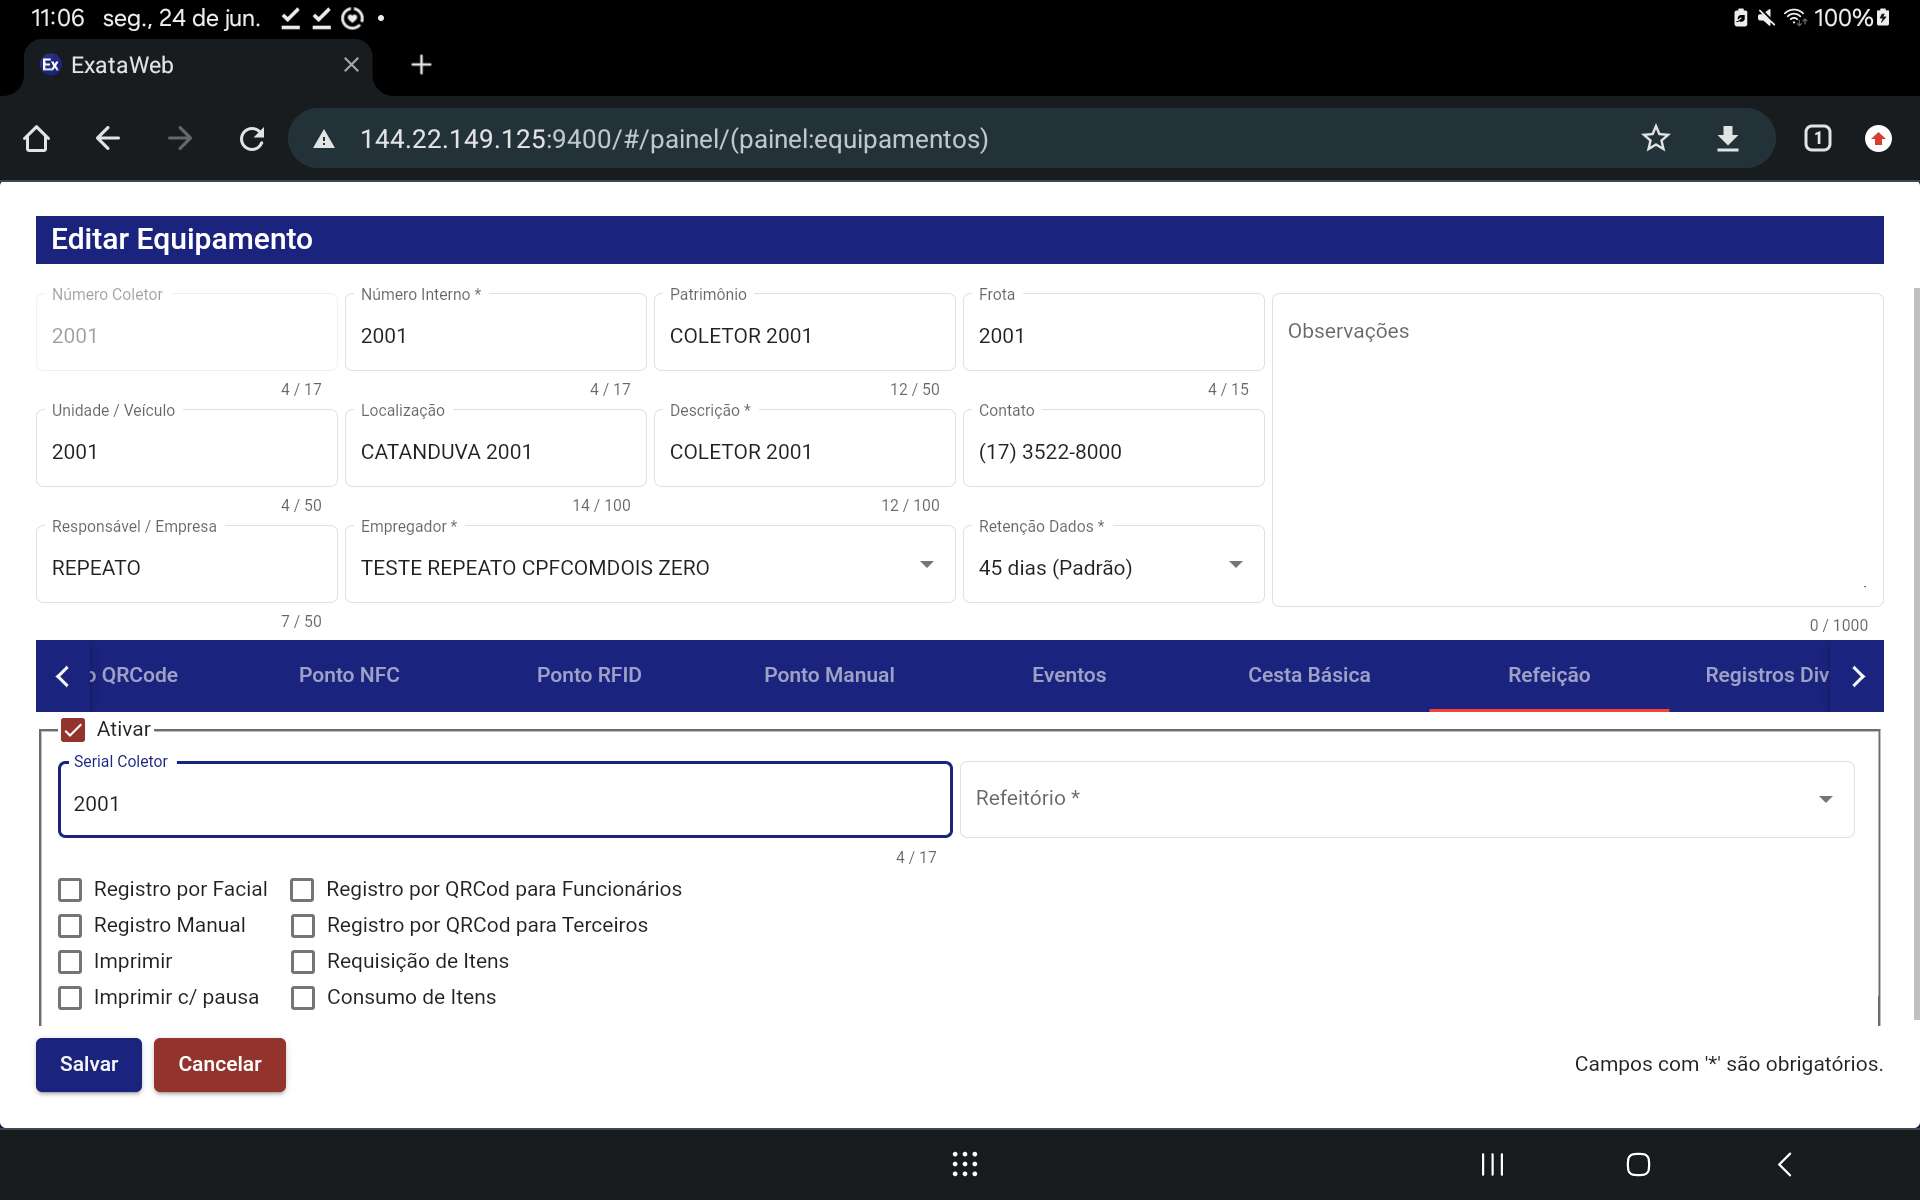 11:06 seg., 24 de jun.
100%
Ex ExataWeb
144.22.149.125:9400/#/painel/(painel:equipamentos)
1
Editar Equipamento
Número Coletor
2001
4 / 17
Número Interno *
2001
4 / 17
Patrimônio
COLETOR 2001
12 / 50
Frota
2001
4 / 15
Observações
0 / 1000
Unidade / Veículo
2001
4 / 50
Localização
CATANDUVA 2001
14 / 100
Descrição *
COLETOR 2001
12 / 100
Contato
(17) 3522-8000
Responsável / Empresa
REPEATO
7 / 50
Empregador *
TESTE REPEATO CPFCOMDOIS ZERO
Retenção Dados *
45 dias (Padrão)
o QRCode Ponto NFC Ponto RFID Ponto Manual Eventos Cesta Básica Refeição Registros Div
Ativar
Serial Coletor
2001
4 / 17
Refeitório *
Registro por Facial Registro por QRCod para Funcionários
Registro Manual Registro por QRCod para Terceiros
Imprimir Requisição de Itens
Imprimir c/ pausa Consumo de Itens
Salvar Cancelar Campos com '*' são obrigatórios.